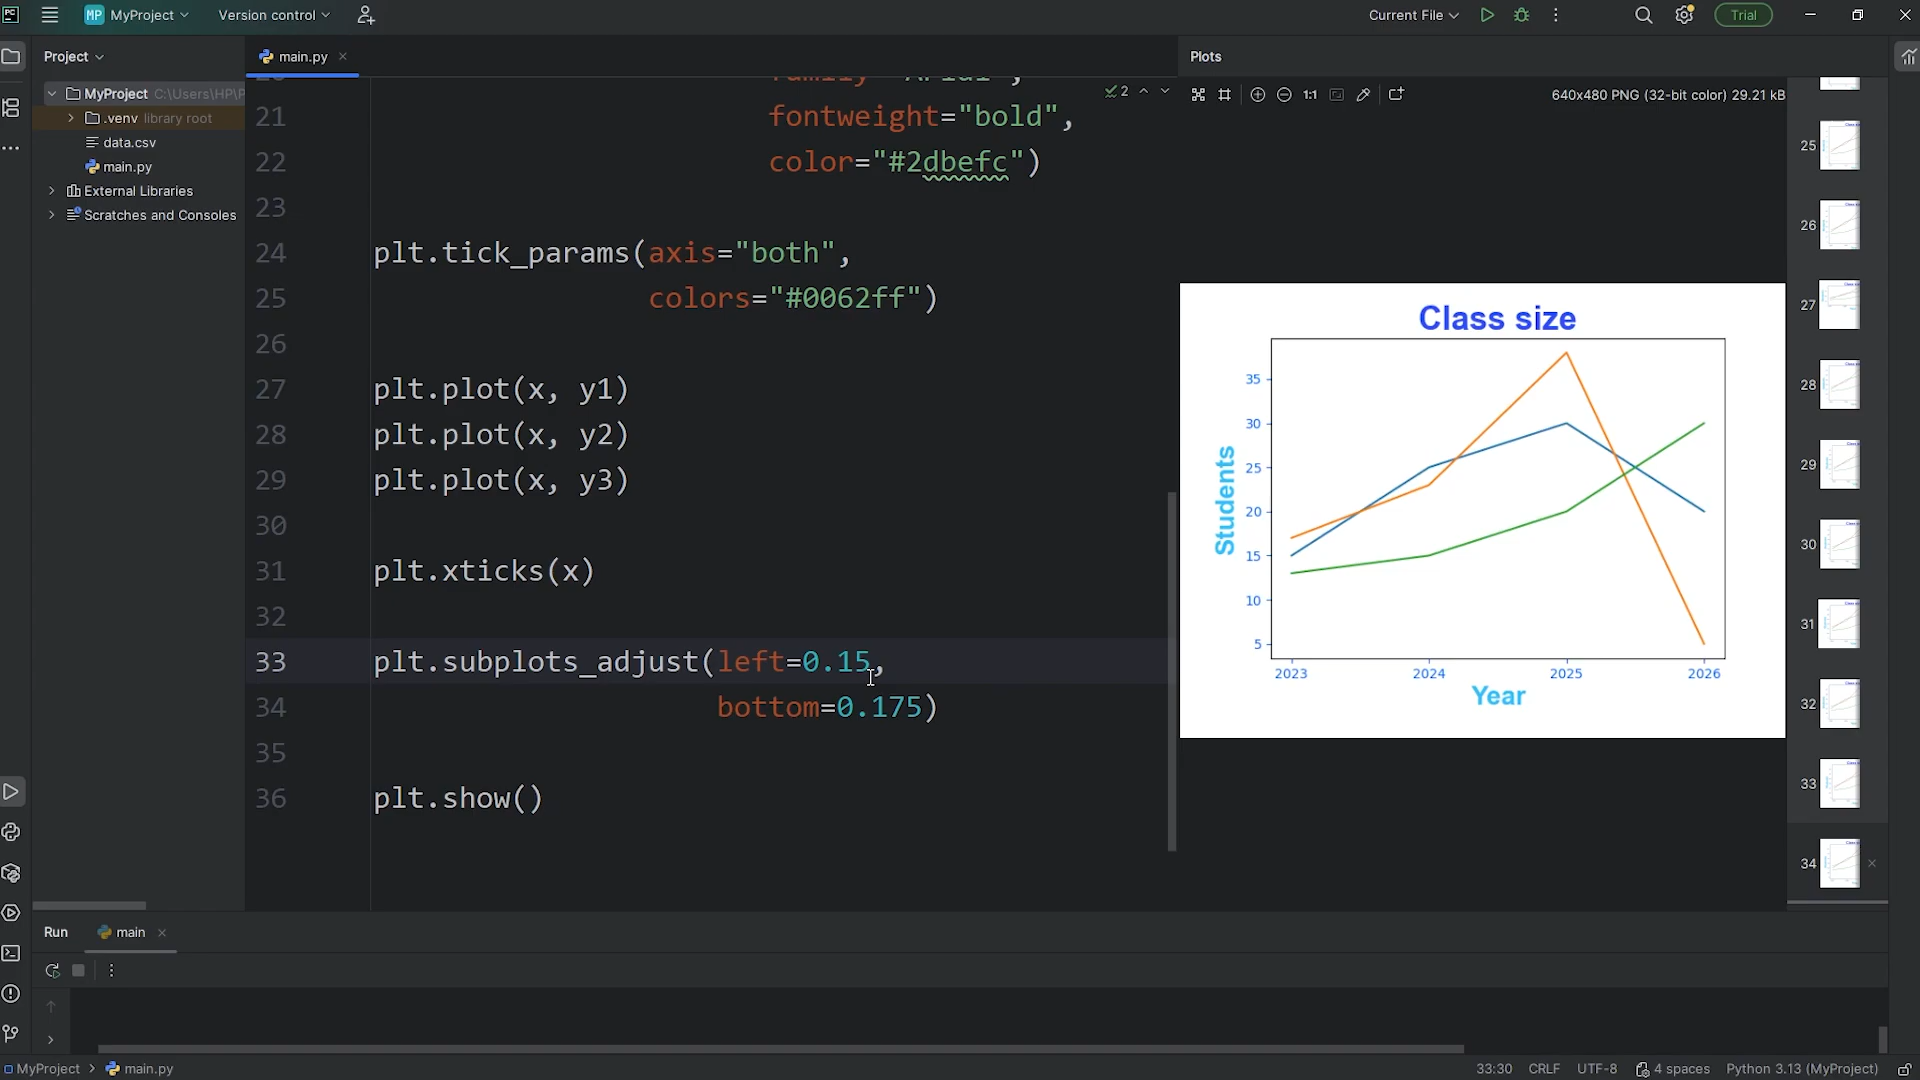 PC
MP MyProject
Version control
Current File
Trial
Project
main.py
Plots
MyProject C:\Users\HP\P
.venv library root
data.csv
main.py
External Libraries
Scratches and Consoles
2
1:1
640x480 PNG (32-bit color) 29.21 kB
21 fontweight="bold",
22 color="#2dbefc")
23
24 plt.tick_params(axis="both",
25 colors="#0062ff")
26
27 plt.plot(x, y1)
28 plt.plot(x, y2)
29 plt.plot(x, y3)
30
31 plt.xticks(x)
32
33 plt.subplots_adjust(left=0.15,
34 bottom=0.175)
35
36 plt.show()
Class size
Students
35
30
25
20
15
10
5
2023 2024 2025 2026
Year
25
26
27
28
29
30
31
32
33
34
Run
main
MyProject > main.py
33:30 CRLF UTF-8 4 spaces Python 3.13 (MyProject)